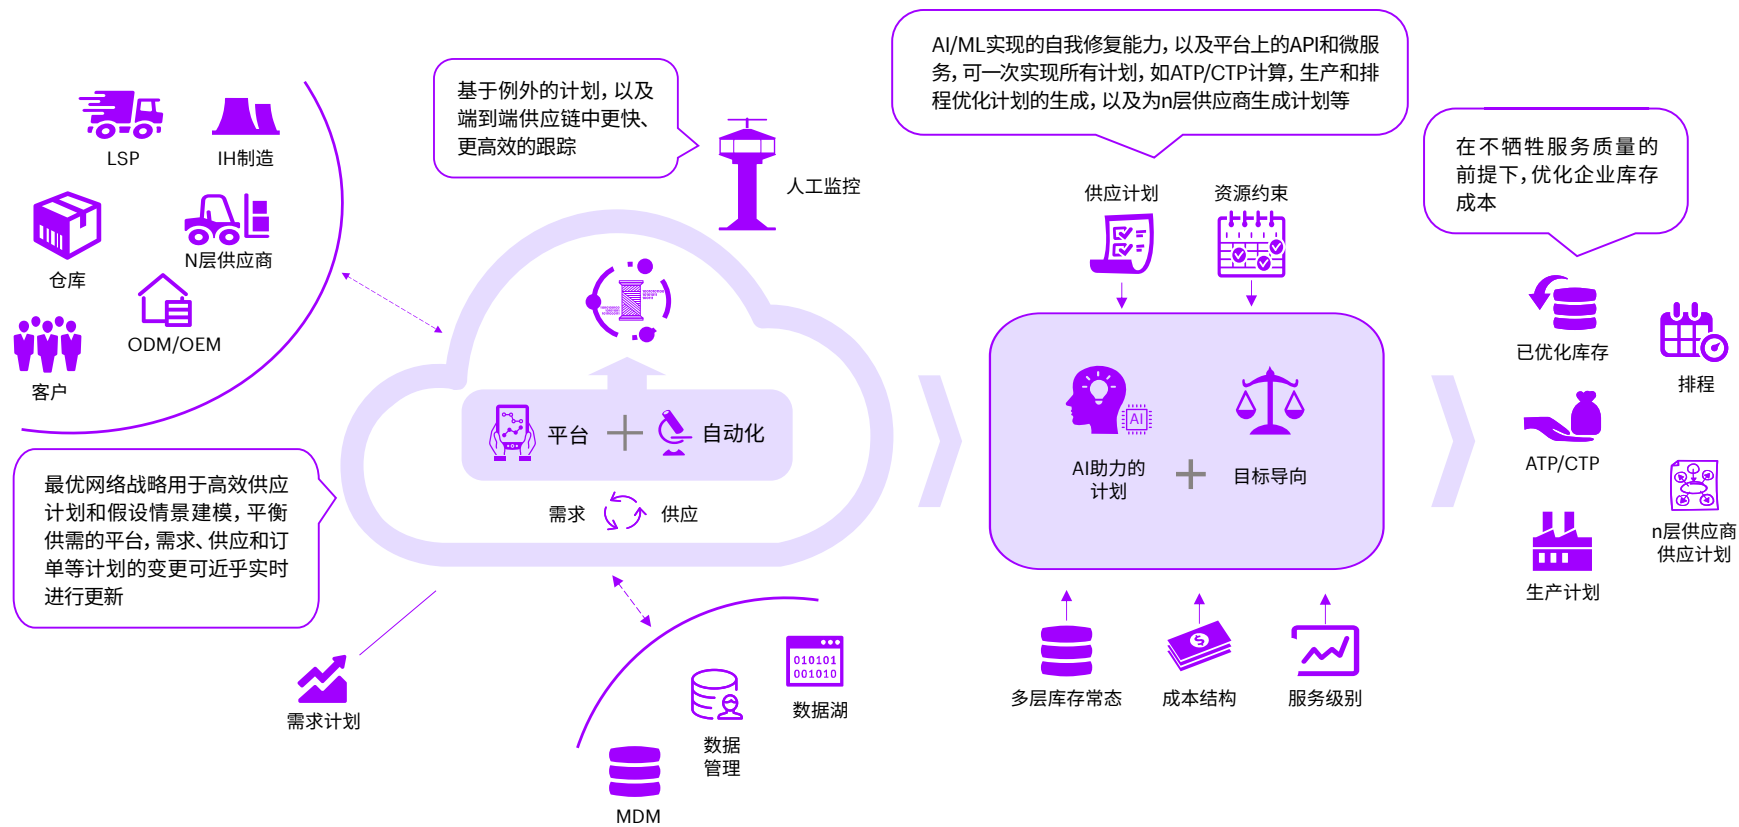 LSP
IH制造
仓库
N层供应商
ODM/OEM
客户
最优网络战略用于高效供应
计划和假设情景建模，平衡
供需的平台，需求、供应和订
单等计划的变更可近乎实时
进行更新
需求计划
基于例外的计划，以及
端到端供应链中更快、
更高效的跟踪
人工监控
平台
自动化
需求
供应
MDM
数据
管理
数据湖
010101
001010
AI/ML实现的自我修复能力，以及平台上的API和微服
务，可一次实现所有计划，如ATP/CTP计算，生产和排
程优化计划的生成，以及为n层供应商生成计划等
供应计划
资源约束
AI
AI助力的
计划
目标导向
多层库存常态
$
成本结构
服务级别
在不牺牲服务质量的
前提下，优化企业库存
成本
已优化库存
排程
ATP/CTP
n层供应商
供应计划
生产计划